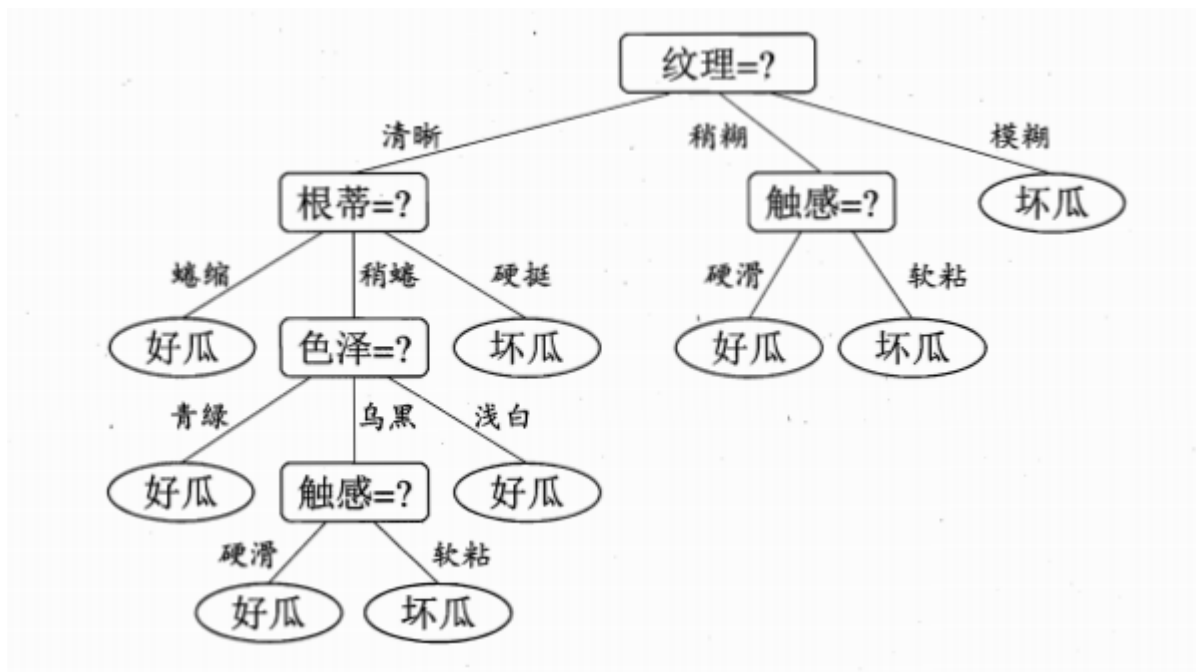 纹理=?
清晰 稍糊 模糊
根蒂=? 触感=? 坏瓜
蜷缩 稍蜷 硬挺 硬滑 软粘
好瓜 色泽=? 坏瓜 好瓜 坏瓜
青绿 乌黑 浅白
好瓜 触感=? 好瓜
硬滑 软粘
好瓜 坏瓜